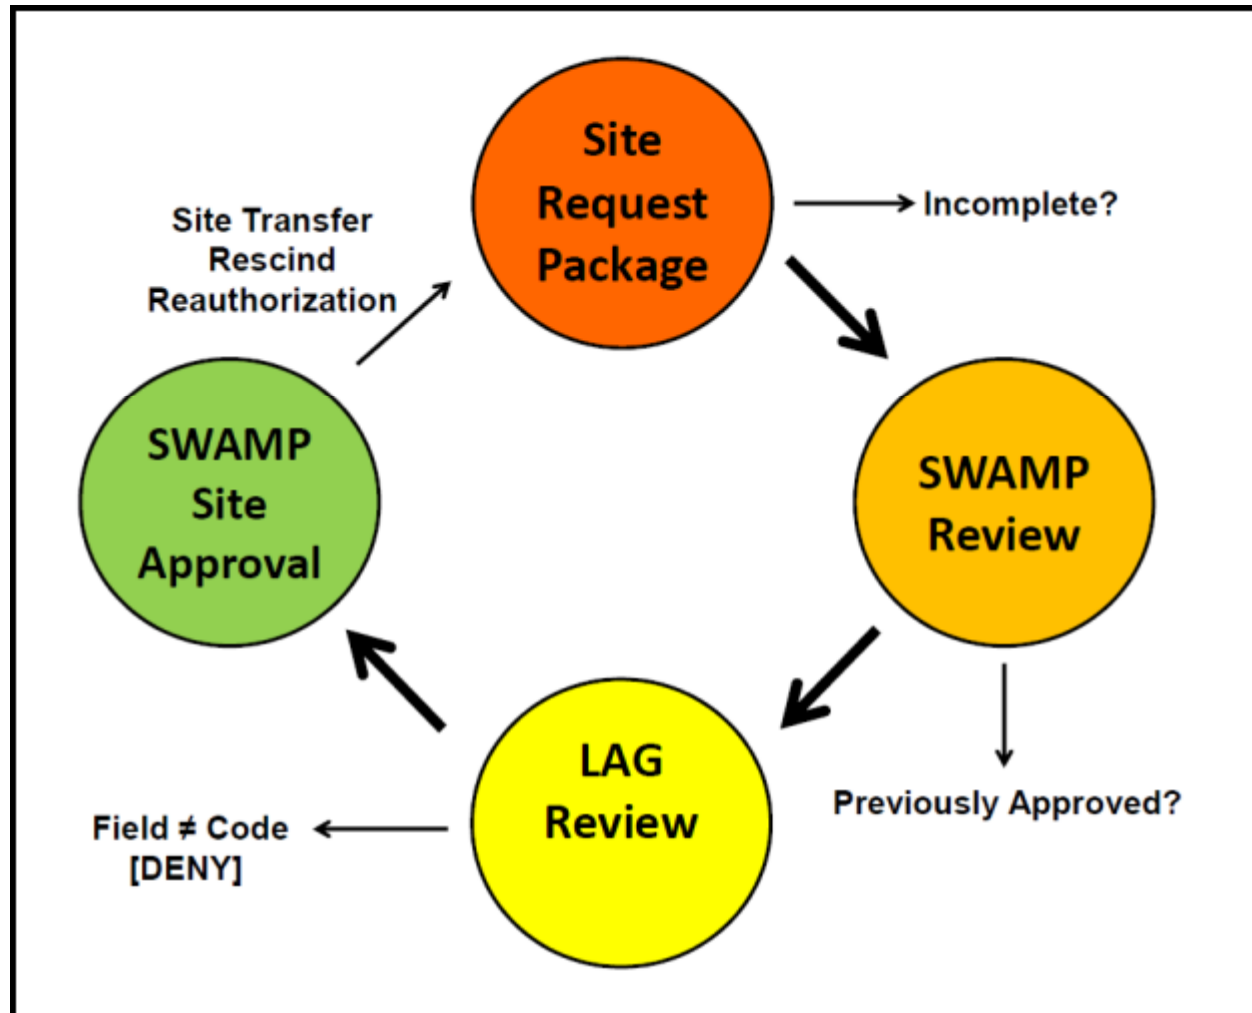 Site
Request
Package
Incomplete?
Site Transfer
Rescind
Reauthorization
SWAMP
Review
SWAMP
Site
Approval
LAG
Review
Previously Approved?
Field ≠ Code
[DENY]